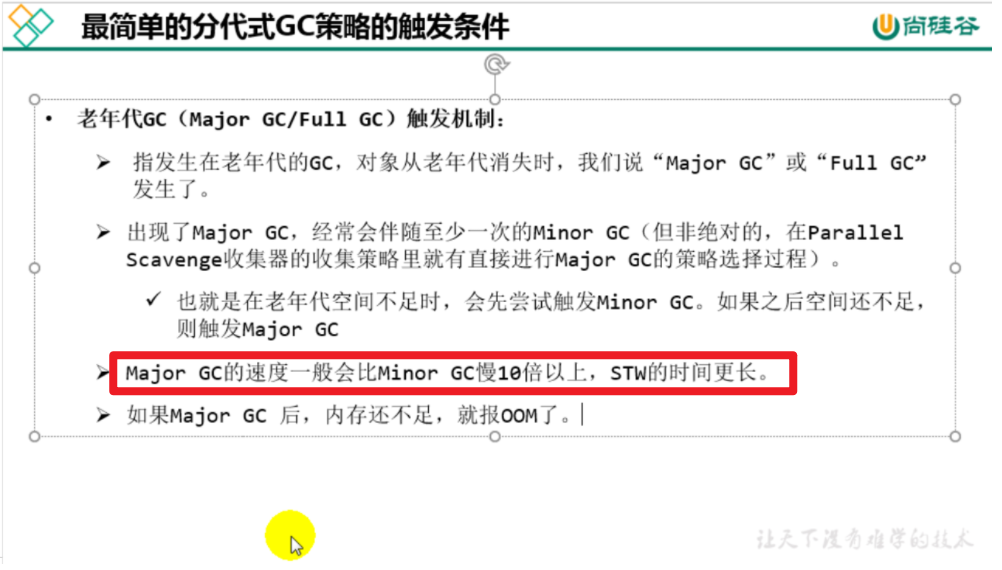 最简单的分代式GC策略的触发条件
尚硅谷
• 老年代GC（Major GC/Full GC）触发机制：
➢ 指发生在老年代的GC，对象从老年代消失时，我们说“Major GC”或“Full GC”
发生了。
➢ 出现了Major GC，经常会伴随至少一次的Minor GC（但非绝对的，在Parallel
Scavenge收集器的收集策略里就有直接进行Major GC的策略选择过程）。
✓ 也就是在老年代空间不足时，会先尝试触发Minor GC。如果之后空间还不足，
则触发Major GC
➢ Major GC的速度一般会比Minor GC慢10倍以上，STW的时间更长。
➢ 如果Major GC 后，内存还不足，就报OOM了。
让天下没有难学的技术